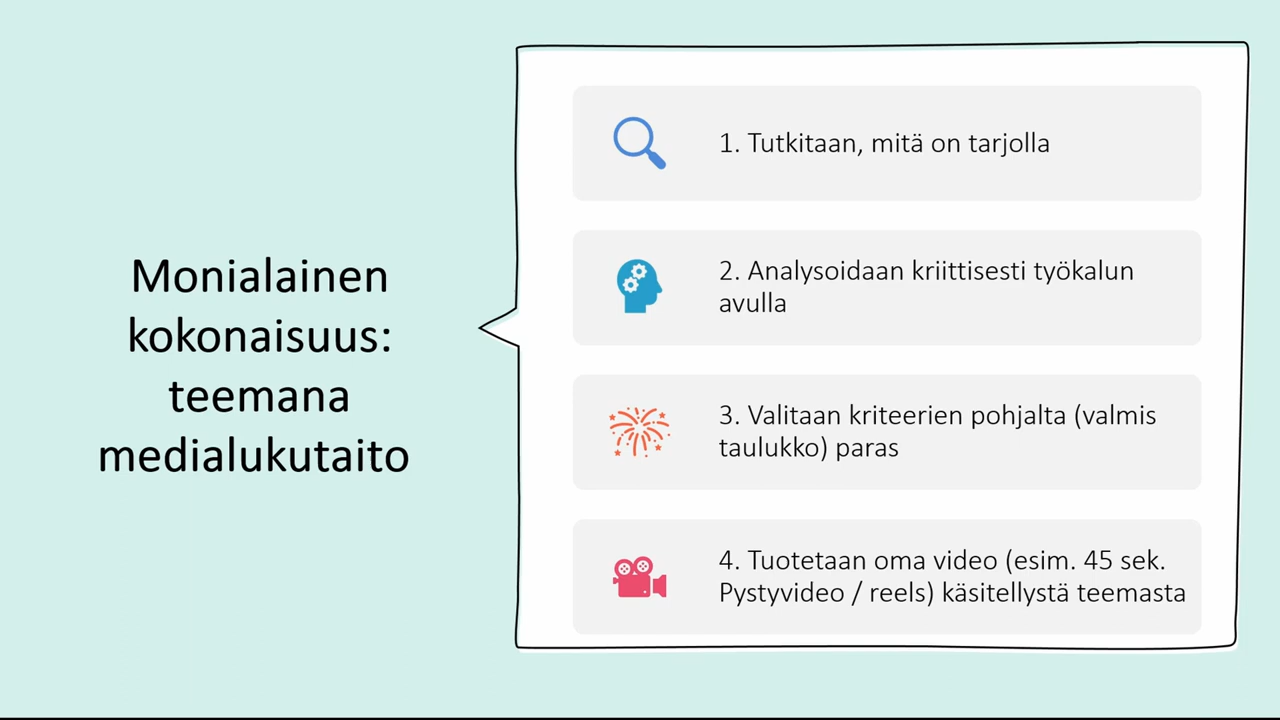 Monialainen
kokonaisuus:
teemana
medialukutaito
1. Tutkitaan, mitä on tarjolla
2. Analysoidaan kriittisesti työkalun
avulla
3. Valitaan kriteerien pohjalta (valmis
taulukko) paras
4. Tuotetaan oma video (esim. 45 sek.
Pystyvideo / reels) käsitellystä teemasta